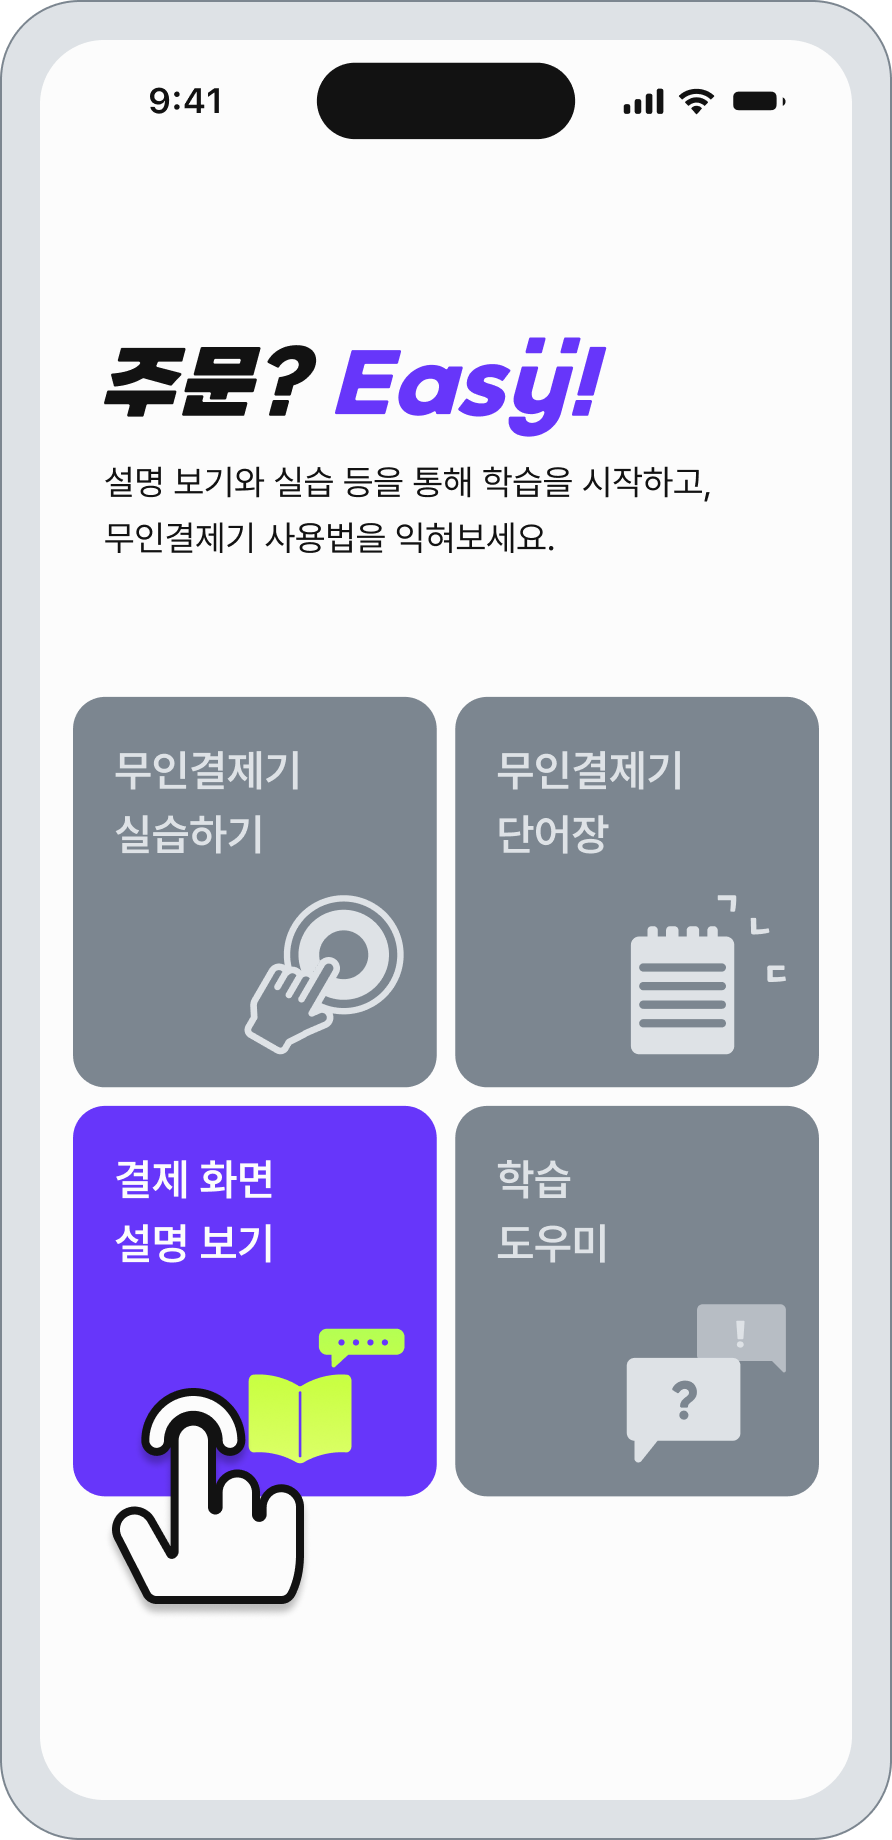 9:41
주문? Easÿ!
설명 보기와 실습 등을 통해 학습을 시작하고,
무인결제기 사용법을 익혀보세요.
무인결제기
실습하기
무인결제기
단어장
ㄱ
ㄴ
ㄷ
결제 화면
설명 보기
학습
도우미
!
?